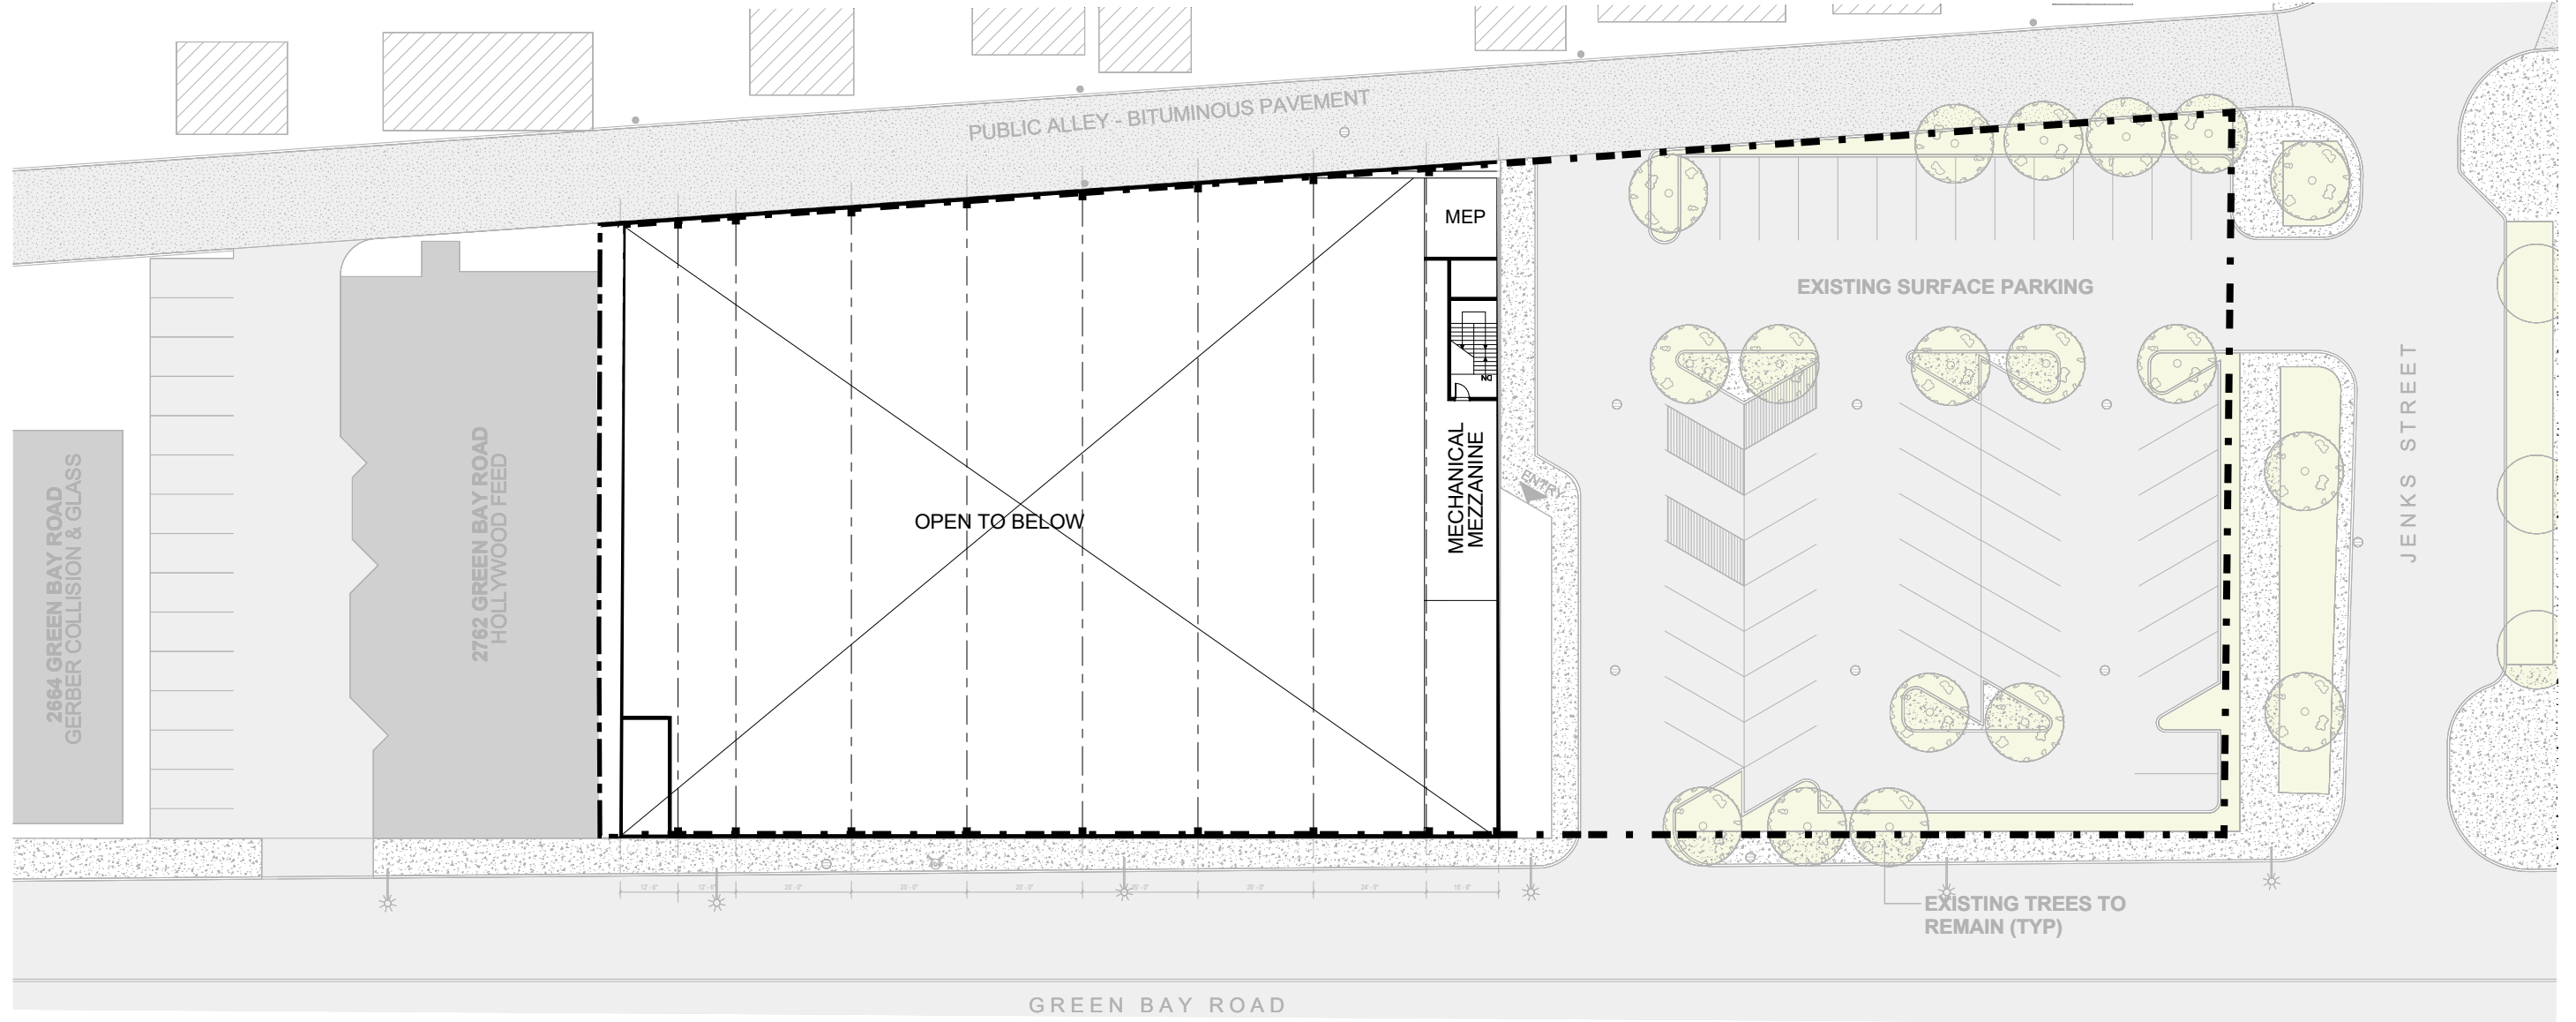 PUBLIC ALLEY - BITUMINOUS PAVEMENT
MEP
EXISTING SURFACE PARKING
DN
MECHANICAL
MEZZANINE
ENTRY
OPEN TO BELOW
2664 GREEN BAY ROAD
GERBER COLLISION & GLASS
2762 GREEN BAY ROAD
HOLLYWOOD FEED
JENKS STREET
EXISTING TREES TO
REMAIN (TYP)
GREEN BAY ROAD